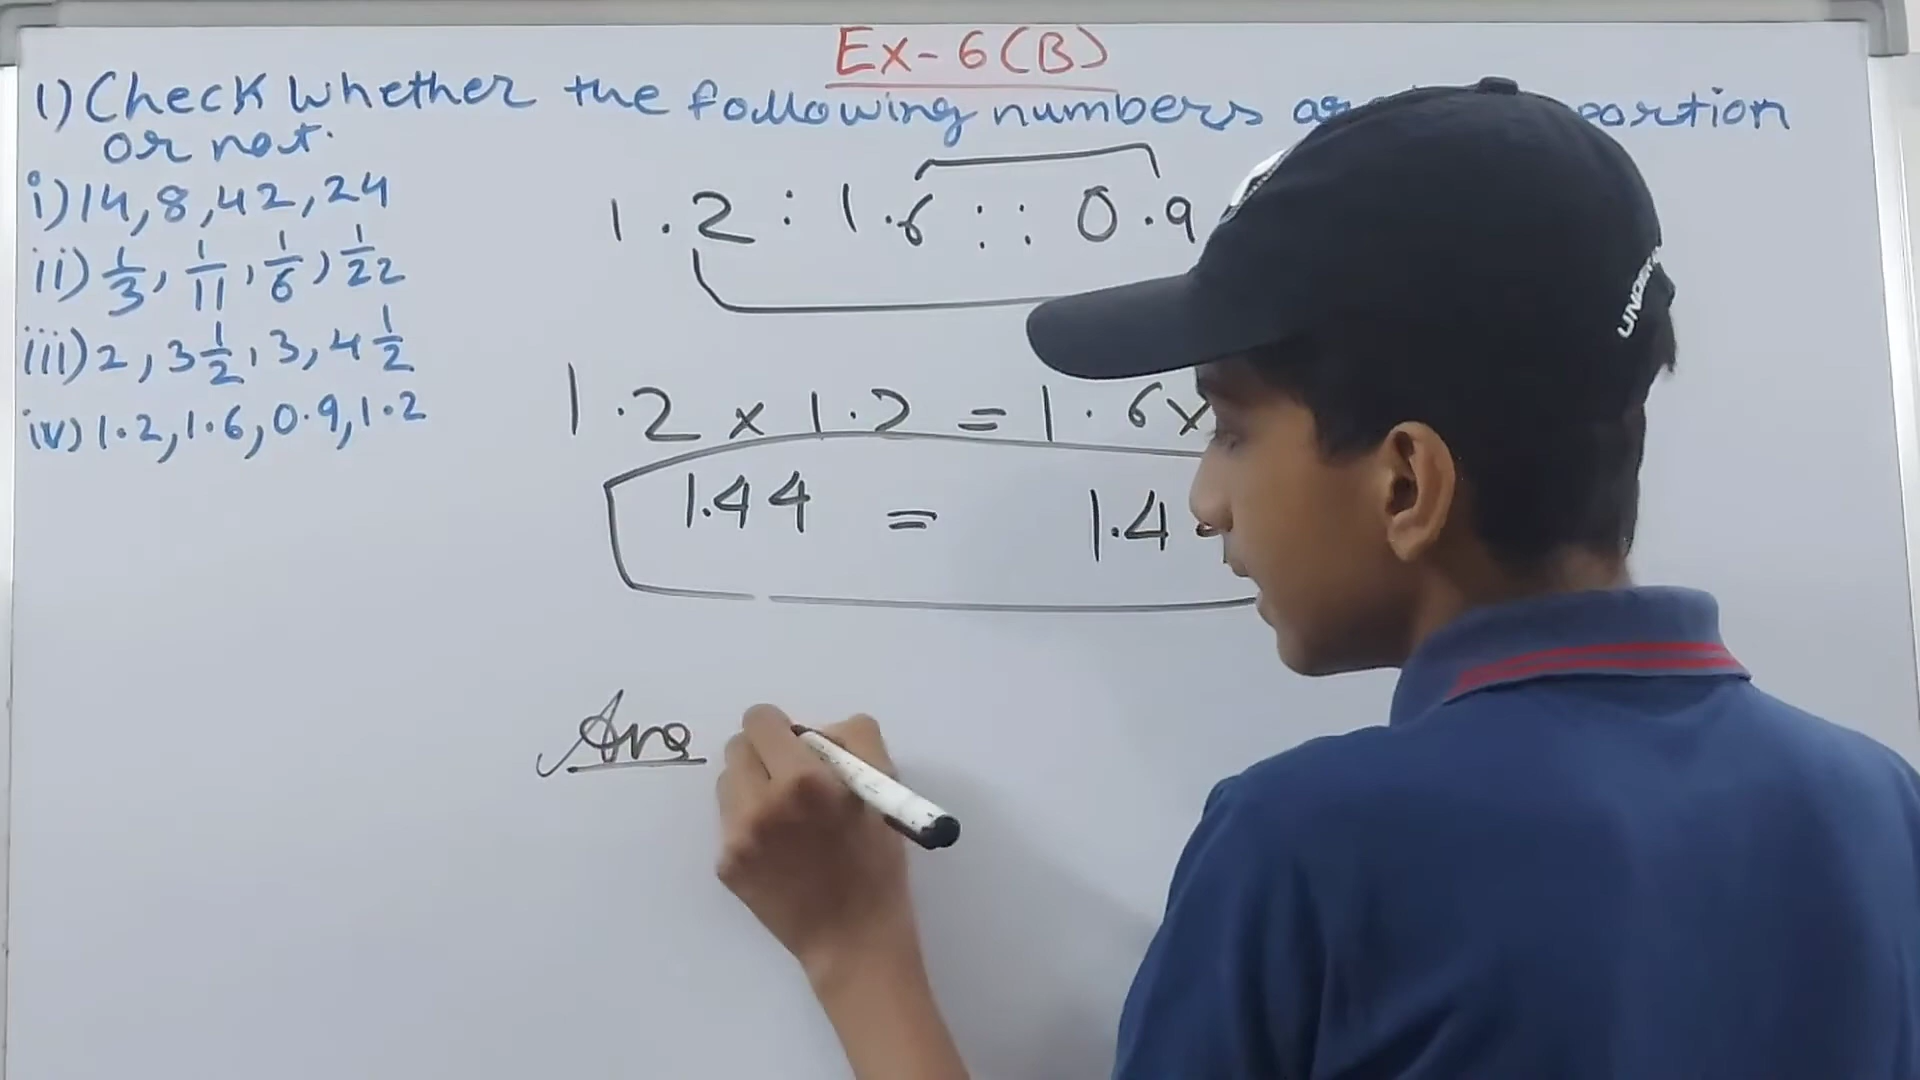 Ex-6(B)
1) Check whether the following numbers
or not.
i) 14, 8, 42, 24
ii) 1/3, 1/11, 1/6, 1/22
iii) 2, 3 1/2, 3, 4 1/2
iv) 1.2, 1.6, 0.9, 1.2
1.2 : 1.6 :: 0.9
1.2 x 1.2 = 1.6x
1.44 = 1.4
Ans